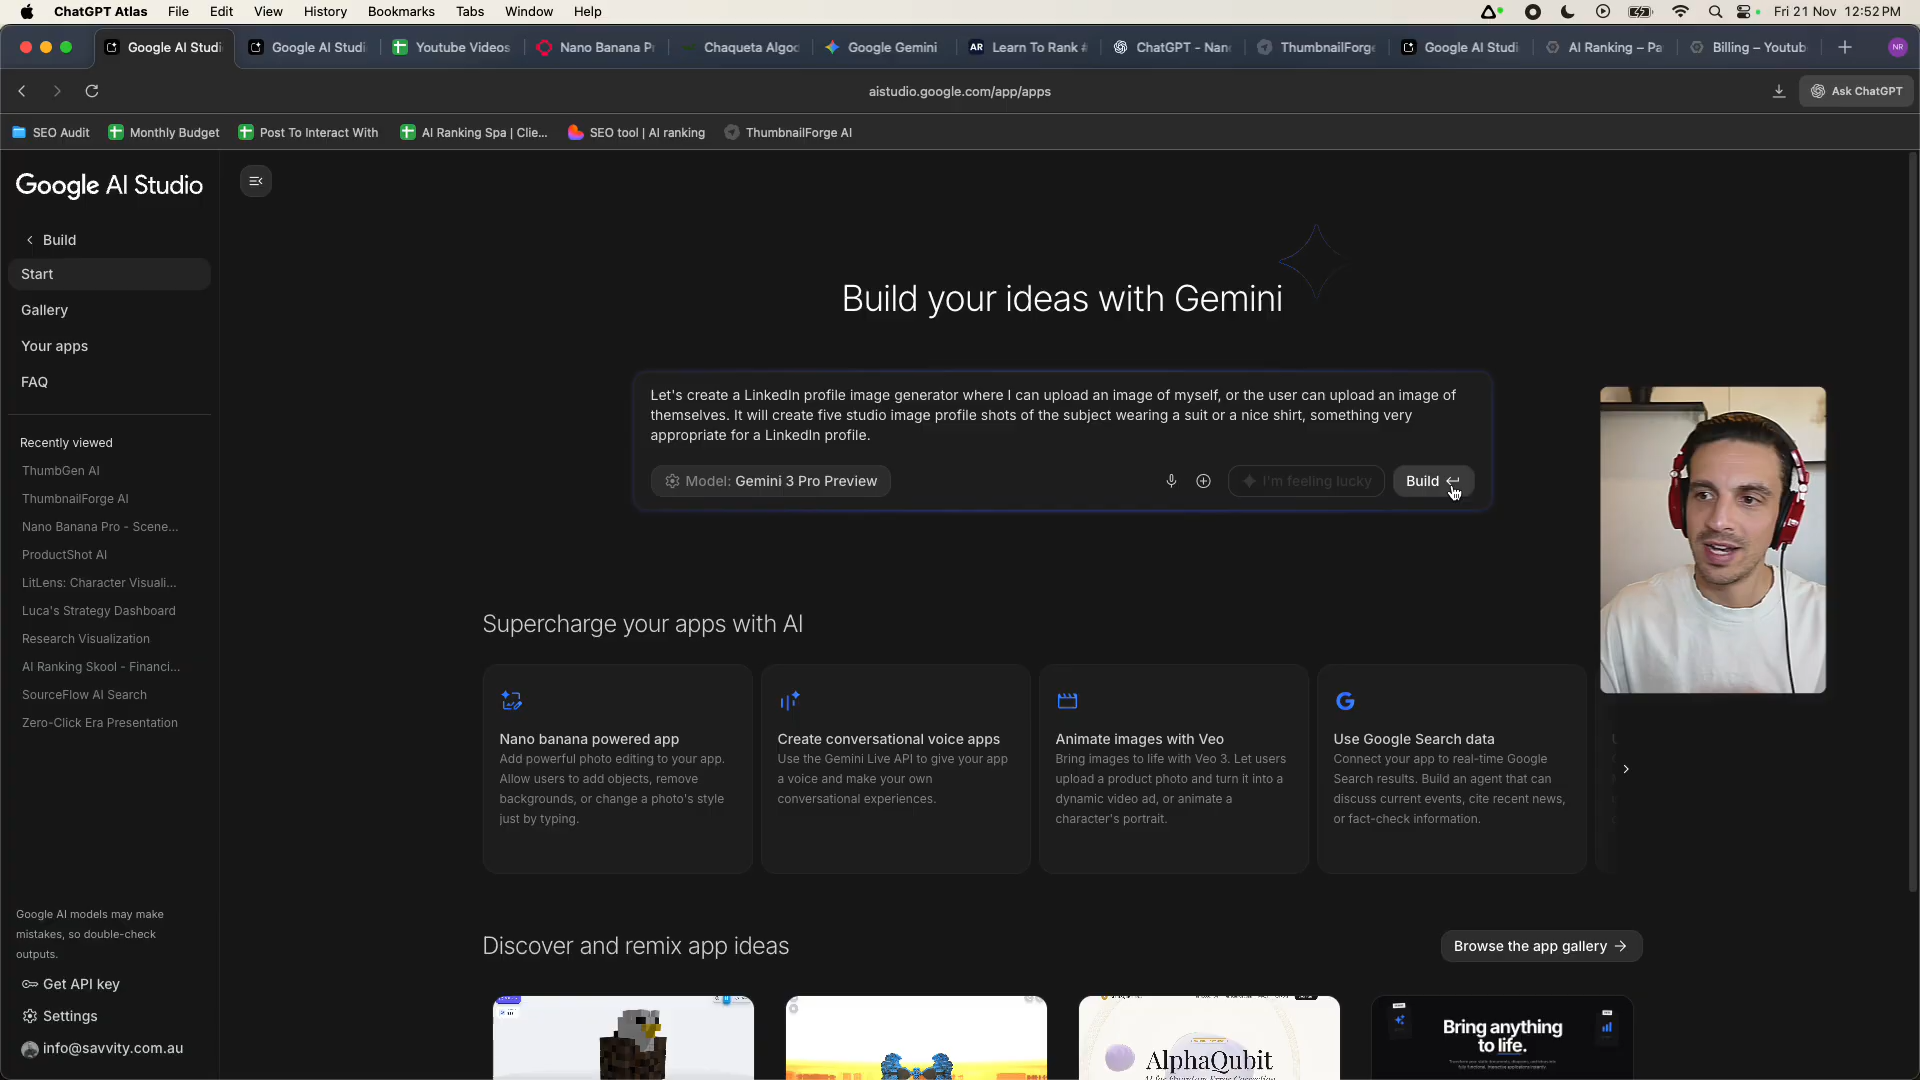 ChatGPT Atlas File Edit View History Bookmarks Tabs Window Help Fri 21 Nov 12:52 PM
Google AI Studi Google AI Studi Youtube Videos Nano Banana P Chaqueta Algoc Google Gemini Learn To Rank # ChatGPT - Nan ThumbnailForge Google AI Studi AI Ranking – Pa Billing – Youtub NR
aistudio.google.com/app/apps Ask ChatGPT
SEO Audit Monthly Budget Post To Interact With AI Ranking Spa | Clie... SEO tool | AI ranking ThumbnailForge AI
Google AI Studio
Build
Start
Gallery
Your apps
FAQ
Recently viewed
ThumbGen AI
ThumbnailForge AI
Nano Banana Pro - Scene...
ProductShot AI
LitLens: Character Visuali...
Luca's Strategy Dashboard
Research Visualization
AI Ranking Skool - Financi...
SourceFlow AI Search
Zero-Click Era Presentation
Google AI models may make
mistakes, so double-check
outputs.
Get API key
Settings
info@savvity.com.au
Build your ideas with Gemini
Let's create a LinkedIn profile image generator where I can upload an image of myself, or the user can upload an image of
themselves. It will create five studio image profile shots of the subject wearing a suit or a nice shirt, something very
appropriate for a LinkedIn profile.
Model: Gemini 3 Pro Preview I'm feeling lucky Build
Supercharge your apps with AI
Nano banana powered app
Add powerful photo editing to your app.
Allow users to add objects, remove
backgrounds, or change a photo's style
just by typing.
Create conversational voice apps
Use the Gemini Live API to give your app
a voice and make your own
conversational experiences.
Animate images with Veo
Bring images to life with Veo 3. Let users
upload a product photo and turn it into a
dynamic video ad, or animate a
character's portrait.
Use Google Search data
Connect your app to real-time Google
Search results. Build an agent that can
discuss current events, cite recent news,
or fact-check information.
Discover and remix app ideas
Browse the app gallery
AlphaQubit
Bring anything
to life.